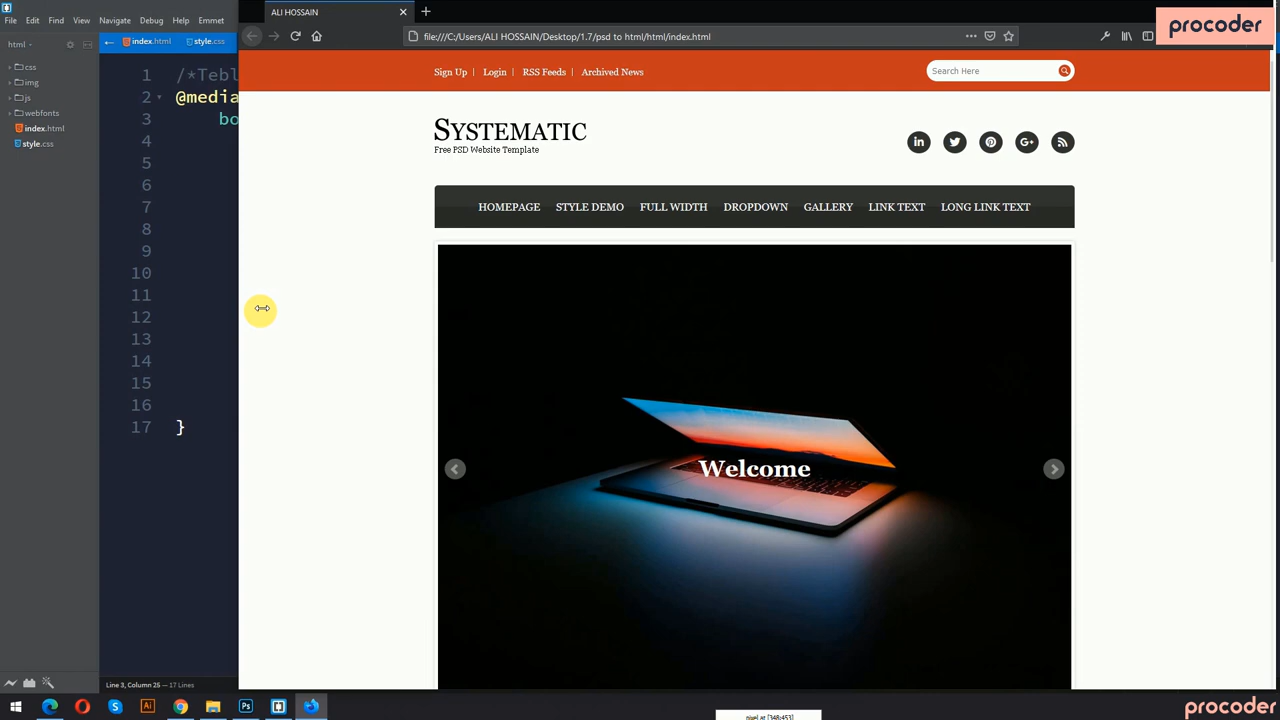 ALI HOSSAIN
procoder
File Edit Find View Navigate Debug Emmet
file:///C:/Users/ALI HOSSAIN/Desktop/1.7/psd to html/html/index.html
html
index.html
style.css
css
img
js
webfonts
index.html
style.css
1 /*Tebl
2 @media
3 bo
4
5
6
7
8
9
10
11
12
13
14
15
16
17 }
Sign Up | Login | RSS Feeds | Archived News
Search Here
SYSTEMATIC
Free PSD Website Template
HOMEPAGE STYLE DEMO FULL WIDTH DROPDOWN GALLERY LINK TEXT LONG LINK TEXT
Welcome
Line 3, Column 25 — 17 Lines
pixel at [348:453]
procoder